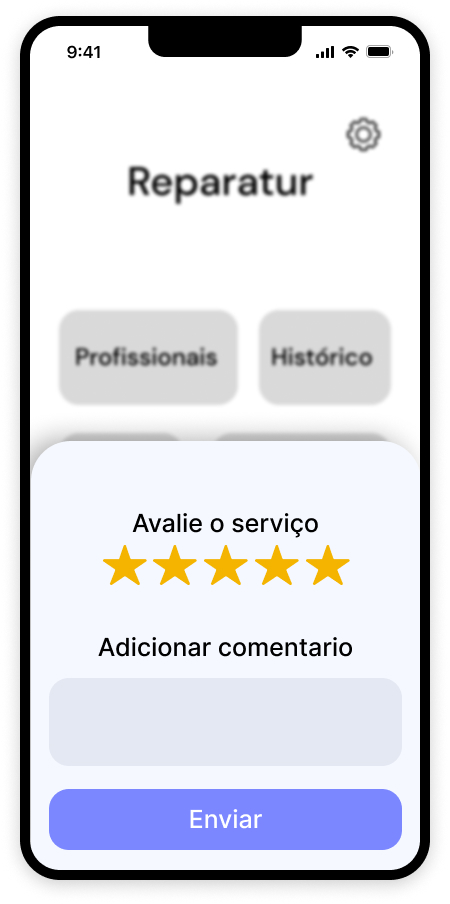 9:41
Reparatur
Profissionais
Histórico
Avalie o serviço
Adicionar comentario
Enviar